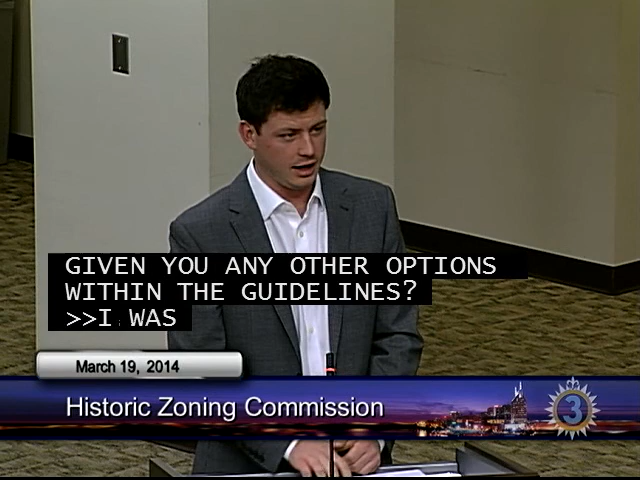 GIVEN YOU ANY OTHER OPTIONS
WITHIN THE GUIDELINES?
>>I WAS
March 19, 2014
Historic Zoning Commission
3